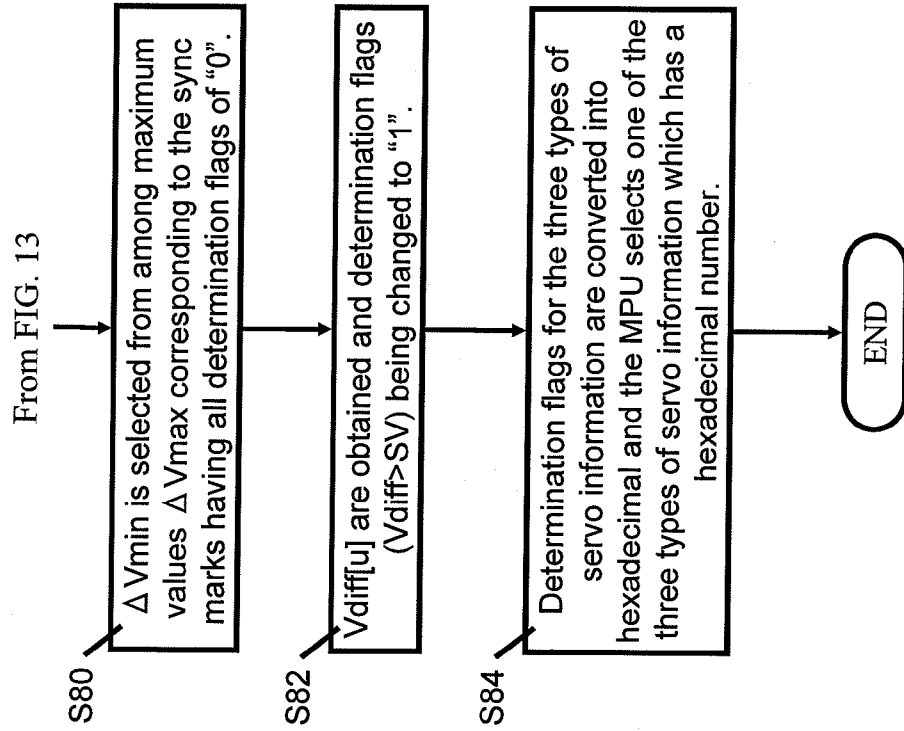 From FIG. 13
S80
Δ Vmin is selected from among maximum
values Δ Vmax corresponding to the sync
marks having all determination flags of “0”.
S82
Vdiff[u] are obtained and determination flags
(Vdiff>SV) being changed to “1”.
S84
Determination flags for the three types of
servo information are converted into
hexadecimal and the MPU selects one of the
three types of servo information which has a
hexadecimal number.
END